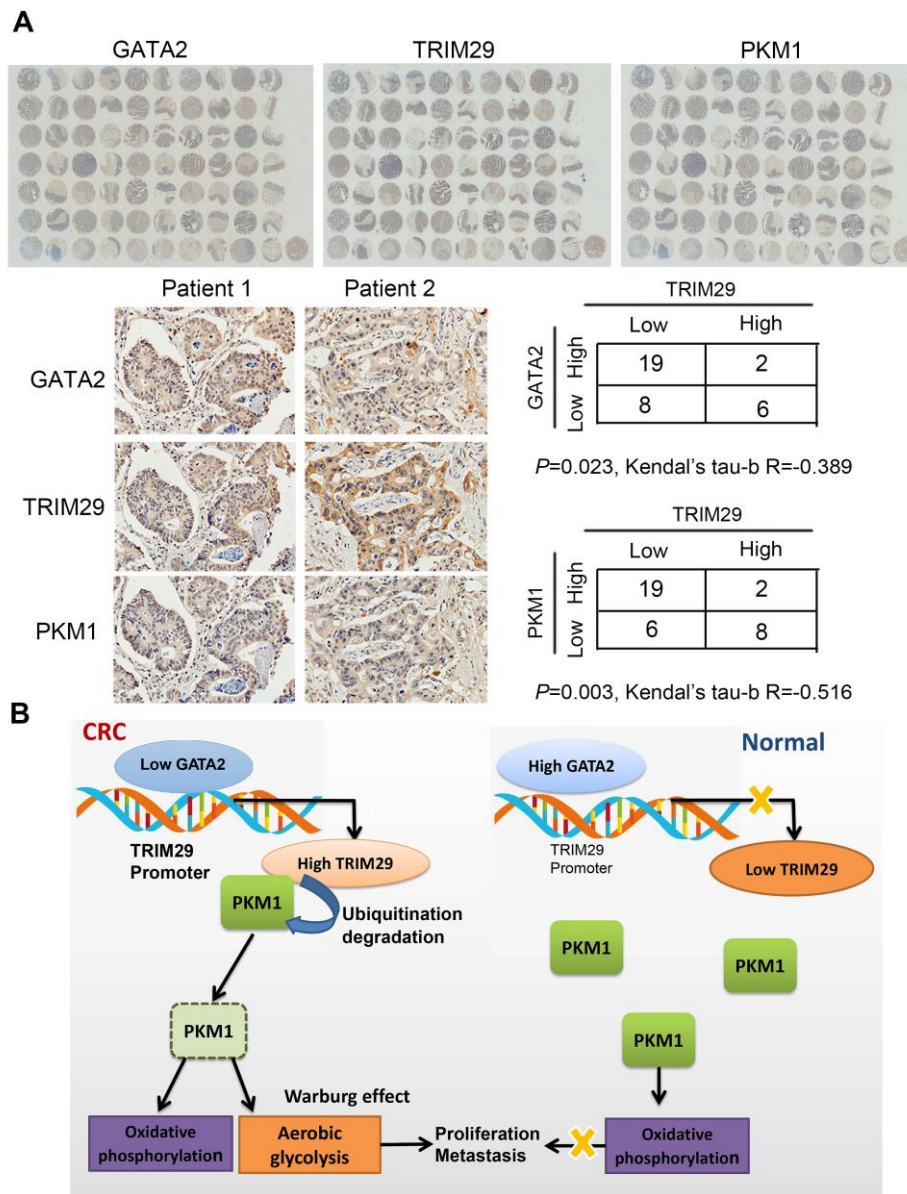 A
GATA2 TRIM29 PKM1
Patient 1 Patient 2
GATA2
TRIM29
PKM1
TRIM29
Low High
GATA2
High 19 2
Low 8 6
P=0.023, Kendal's tau-b R=-0.389
TRIM29
Low High
PKM1
High 19 2
Low 6 8
P=0.003, Kendal's tau-b R=-0.516
B
CRC
Low GATA2
TRIM29
Promoter
High TRIM29
PKM1
Ubiquitination
degradation
PKM1
Warburg effect
Oxidative
phosphorylation
Aerobic
glycolysis
Proliferation
Metastasis
Normal
High GATA2
TRIM29
Promoter
Low TRIM29
PKM1
PKM1
PKM1
Oxidative
phosphorylation